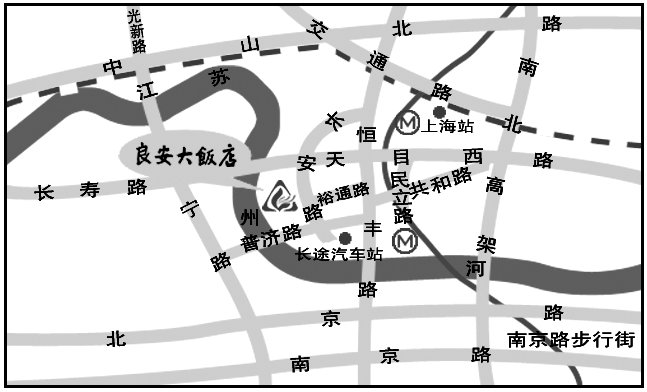 光新路
中山北路
交通路
南北高架
江宁路
苏州河
长安路
恒丰路
M
上海站
良安大飯店
天目西路
长寿路
民立路
共和路
裕通路
普济路
M
长途汽车站
北京路
南京路
南京路步行街